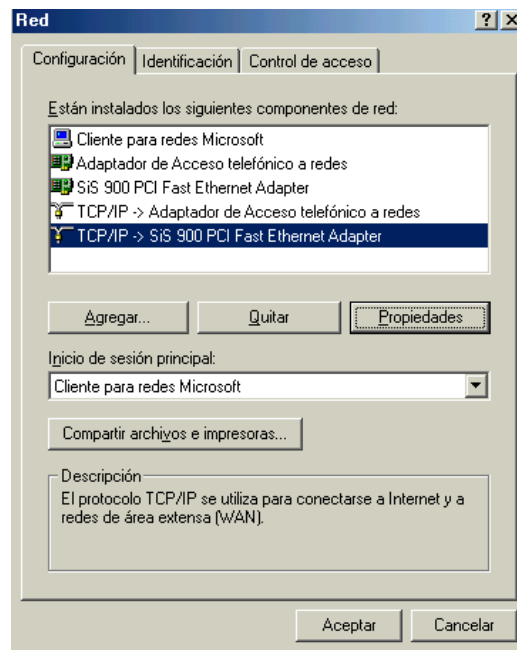 Red
Configuración Identificación Control de acceso
Están instalados los siguientes componentes de red:
Cliente para redes Microsoft
Adaptador de Acceso telefónico a redes
SiS 900 PCI Fast Ethernet Adapter
TCP/IP -> Adaptador de Acceso telefónico a redes
TCP/IP -> SiS 900 PCI Fast Ethernet Adapter
Agregar... Quitar Propiedades
Inicio de sesión principal:
Cliente para redes Microsoft
Compartir archivos e impresoras...
Descripción
El protocolo TCP/IP se utiliza para conectarse a Internet y a
redes de área extensa (WAN).
Aceptar Cancelar